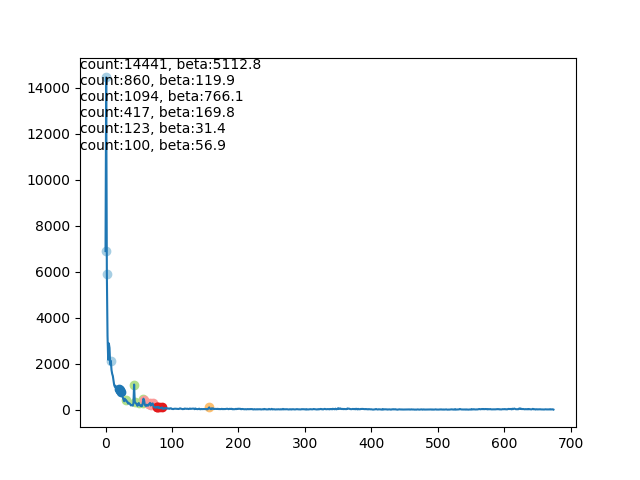 count:14441, beta:5112.8
count:860, beta:119.9
count:1094, beta:766.1
count:417, beta:169.8
count:123, beta:31.4
count:100, beta:56.9
14000
12000
10000
8000
6000
4000
2000
0
0 100 200 300 400 500 600 700